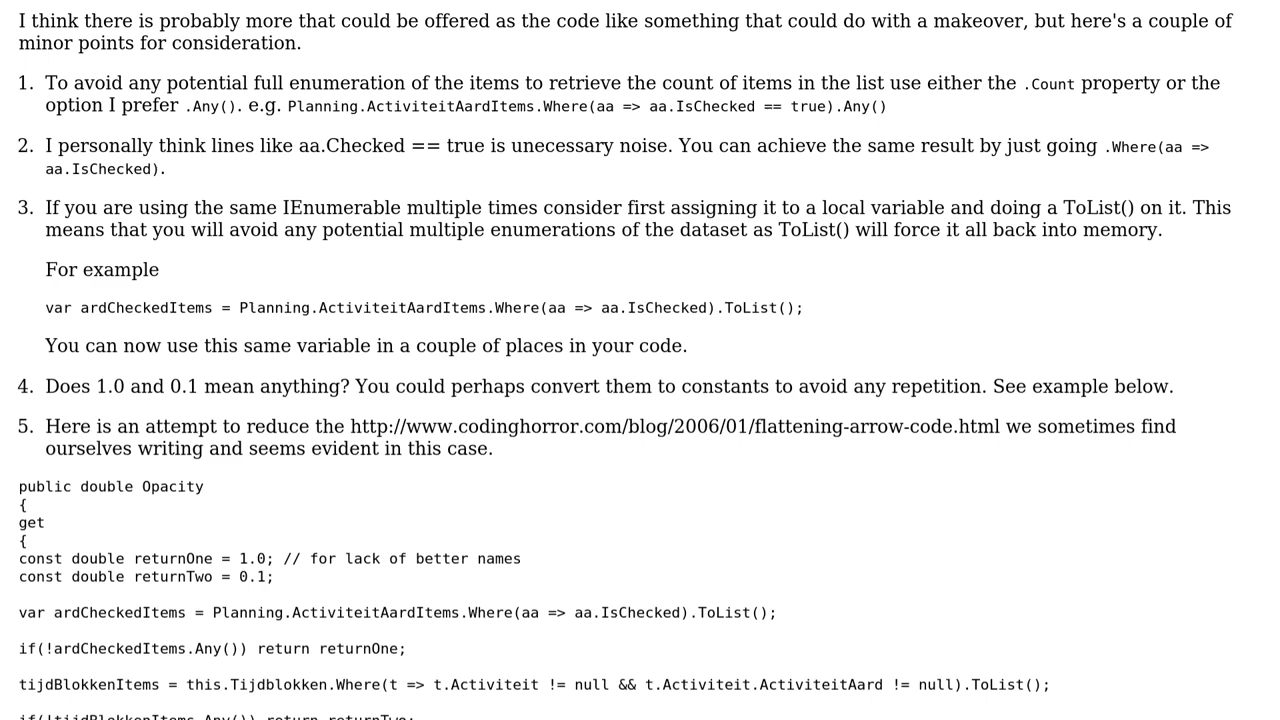 I think there is probably more that could be offered as the code like something that could do with a makeover, but here's a couple of
minor points for consideration.
1. To avoid any potential full enumeration of the items to retrieve the count of items in the list use either the .Count property or the
option I prefer .Any(). e.g. Planning.ActiviteitAardItems.Where(aa => aa.IsChecked == true).Any()
2. I personally think lines like aa.Checked == true is unecessary noise. You can achieve the same result by just going .Where(aa =>
aa.IsChecked).
3. If you are using the same IEnumerable multiple times consider first assigning it to a local variable and doing a ToList() on it. This
means that you will avoid any potential multiple enumerations of the dataset as ToList() will force it all back into memory.
For example
var ardCheckedItems = Planning.ActiviteitAardItems.Where(aa => aa.IsChecked).ToList();
You can now use this same variable in a couple of places in your code.
4. Does 1.0 and 0.1 mean anything? You could perhaps convert them to constants to avoid any repetition. See example below.
5. Here is an attempt to reduce the http://www.codinghorror.com/blog/2006/01/flattening-arrow-code.html we sometimes find
ourselves writing and seems evident in this case.
public double Opacity
{
get
{
const double returnOne = 1.0; // for lack of better names
const double returnTwo = 0.1;
var ardCheckedItems = Planning.ActiviteitAardItems.Where(aa => aa.IsChecked).ToList();
if(!ardCheckedItems.Any()) return returnOne;
tijdBlokkenItems = this.Tijdblokken.Where(t => t.Activiteit != null && t.Activiteit.ActiviteitAard != null).ToList();
if(!tijdBlokkenItems.Any()) return returnTwo;